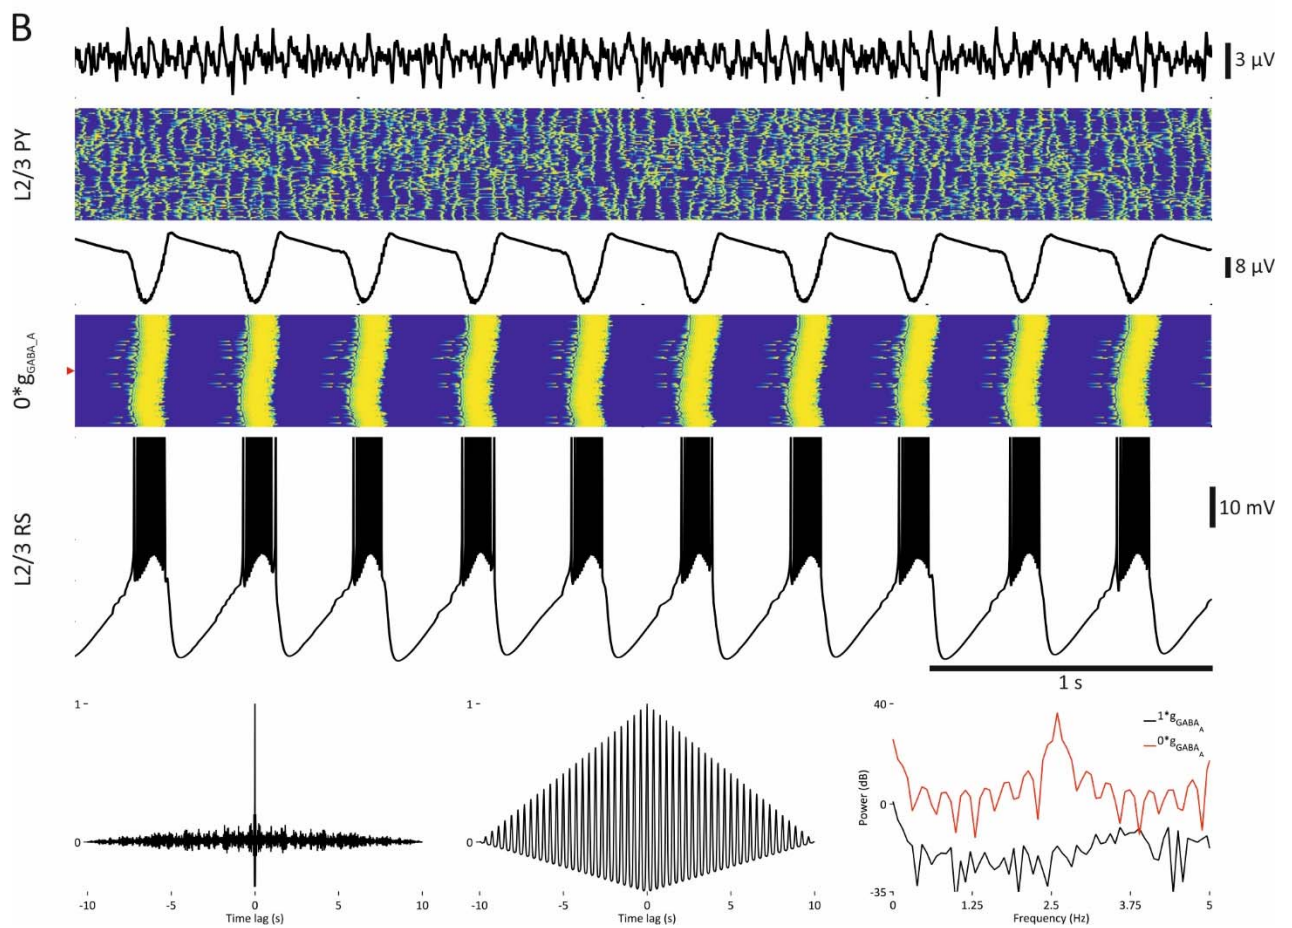 B
3 µV
L2/3 PY
8 µV
0*gGABA_A
10 mV
L2/3 RS
1 s
1
0
-10 -5 0 5 10
Time lag (s)
1
0
-10 -5 0 5 10
Time lag (s)
40
1*gGABAA
0*gGABAA
Power (dB)
0
-35
0 1.25 2.5 3.75 5
Frequency (Hz)